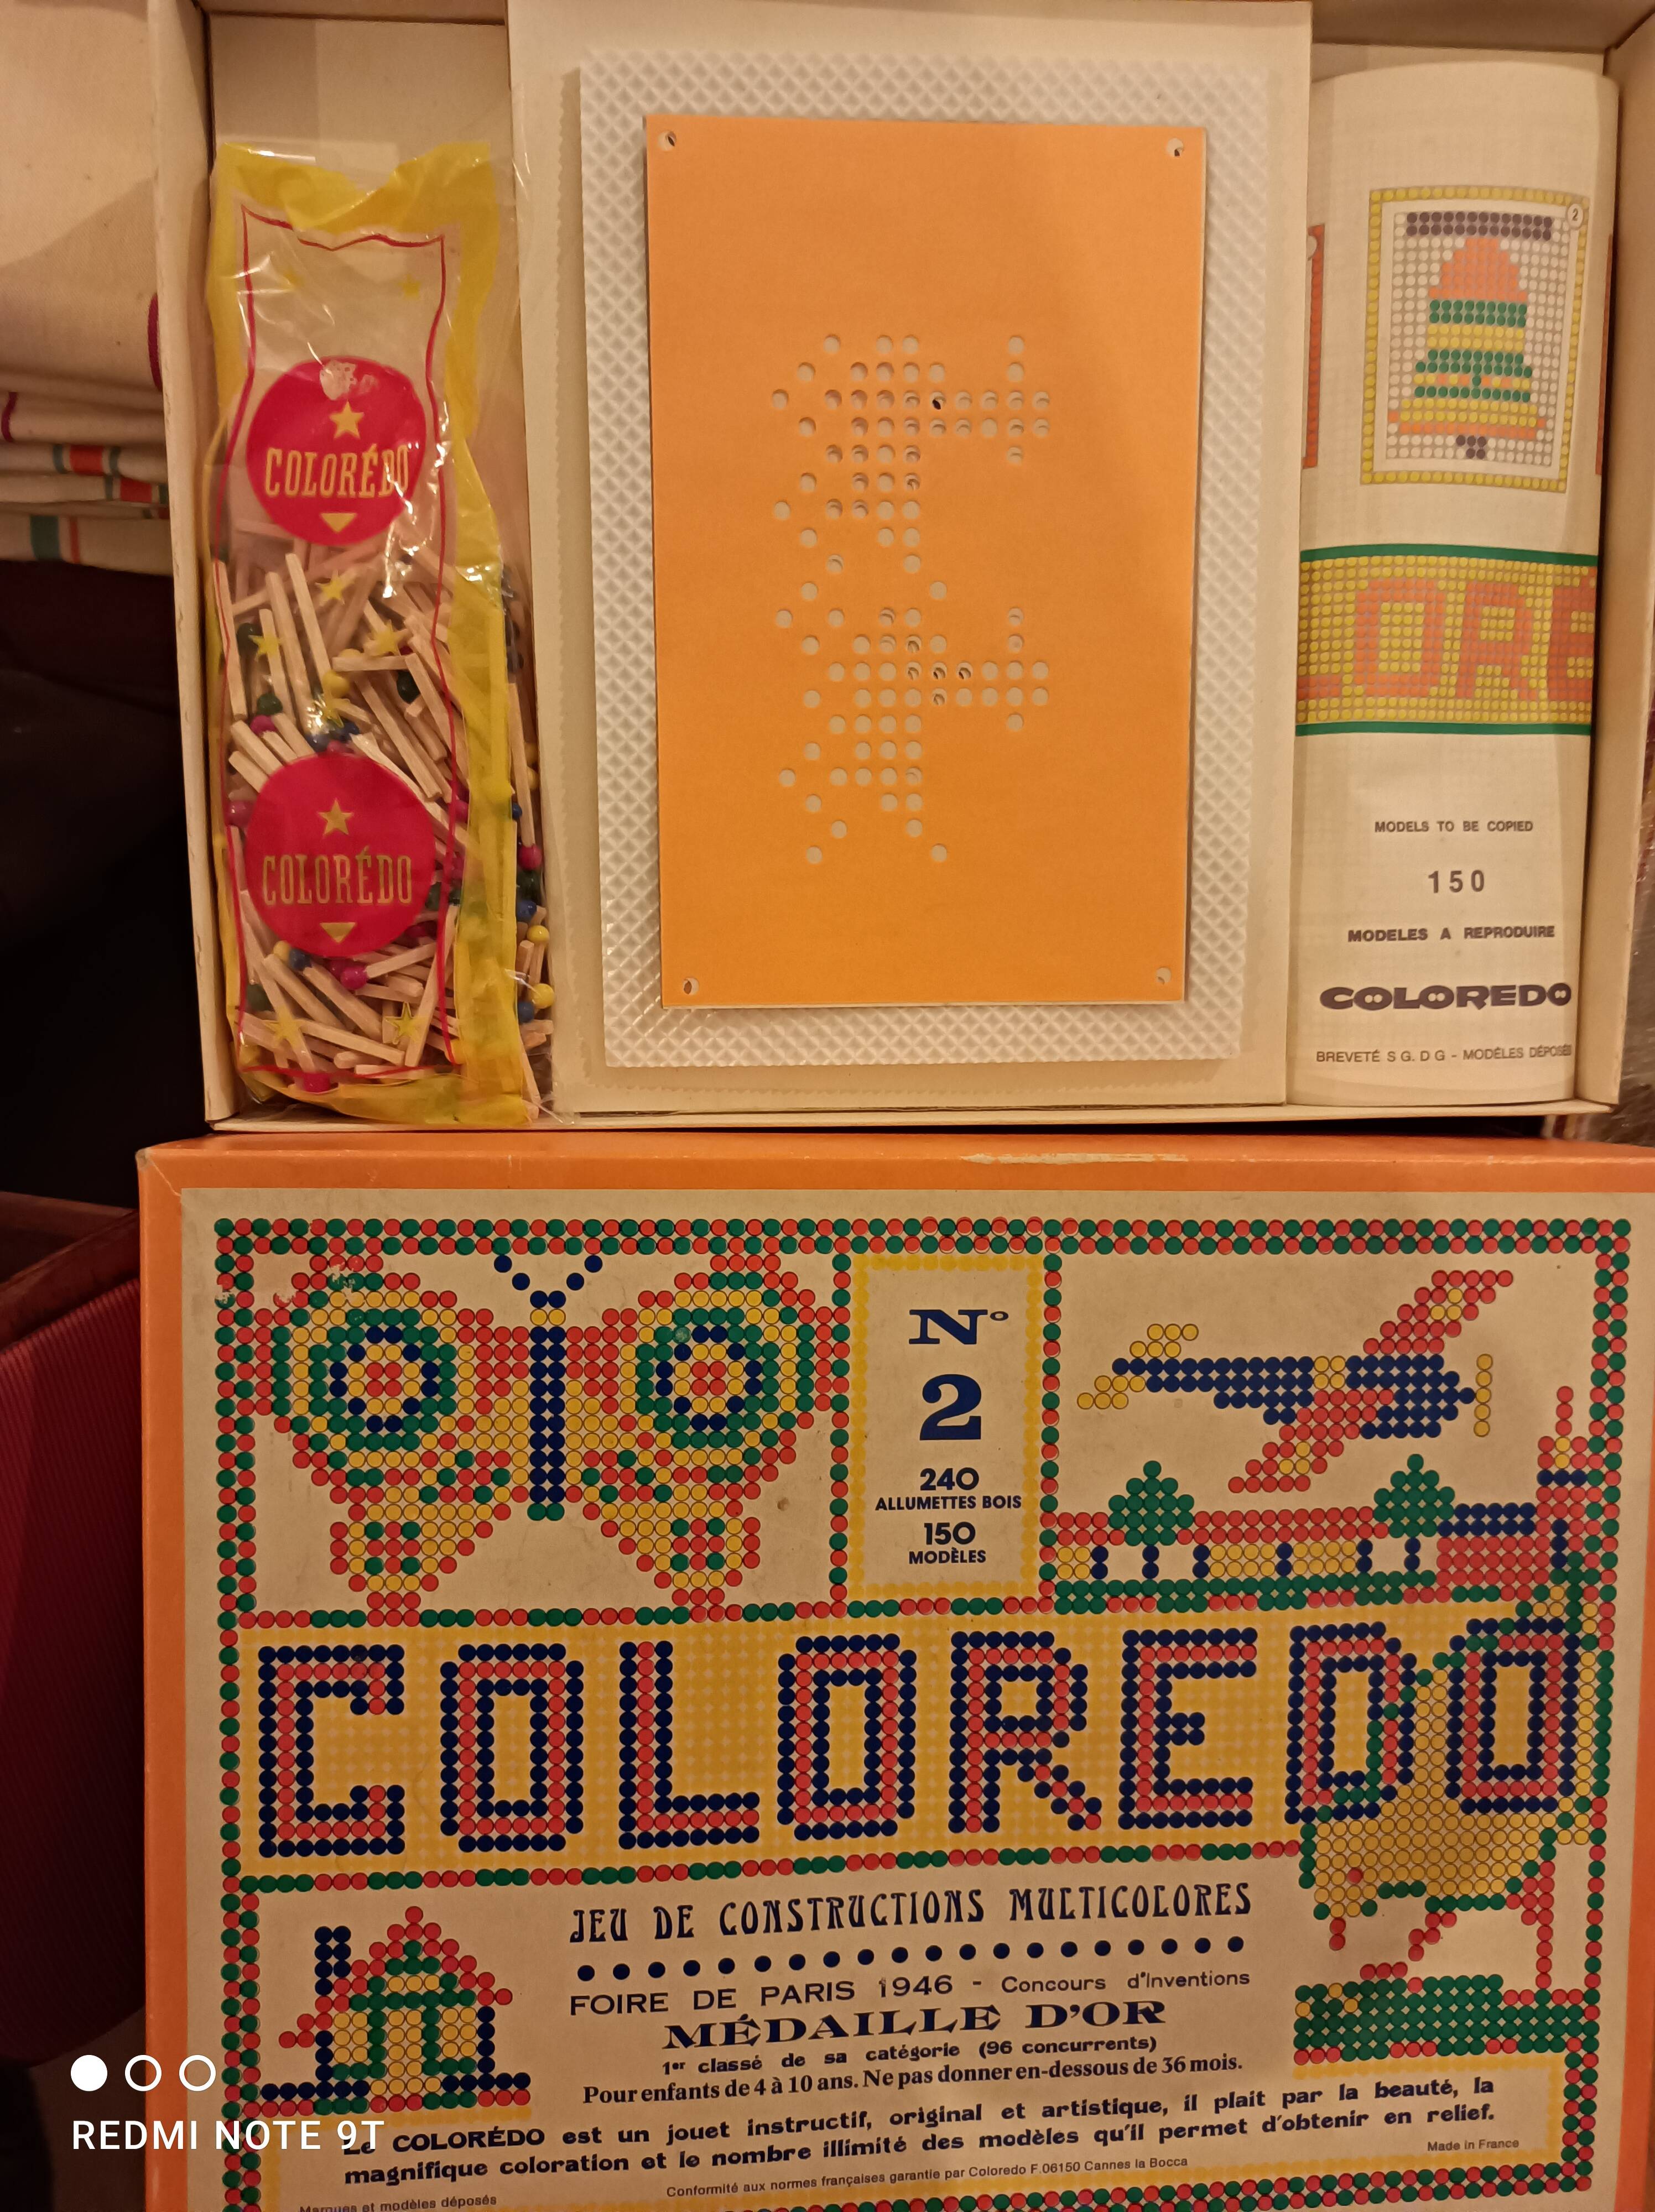 COLORÉDO
COLORÉDO
2
LORÉ
MODELS TO BE COPIED
150
MODELES A REPRODUIRE
COLOREDO
BREVETÉ S G. D G - MODÈLES DÉPOSÉS
N°
2
240
ALLUMETTES BOIS
150
MODÈLES
COLOREDO
JEU DE CONSTRUCTIONS MULTICOLORES
FOIRE DE PARIS 1946 - Concours d'Inventions
MÉDAILLE D'OR
1er classé de sa catégorie (96 concurrents)
Pour enfants de 4 à 10 ans. Ne pas donner en-dessous de 36 mois.
Le COLORÉDO est un jouet instructif, original et artistique, il plait par la beauté, la
magnifique coloration et le nombre illimité des modèles qu'il permet d'obtenir en relief.
Made in France
Conformité aux normes françaises garantie par Coloredo F.06150 Cannes la Bocca
Marques et modèles déposés
REDMI NOTE 9T